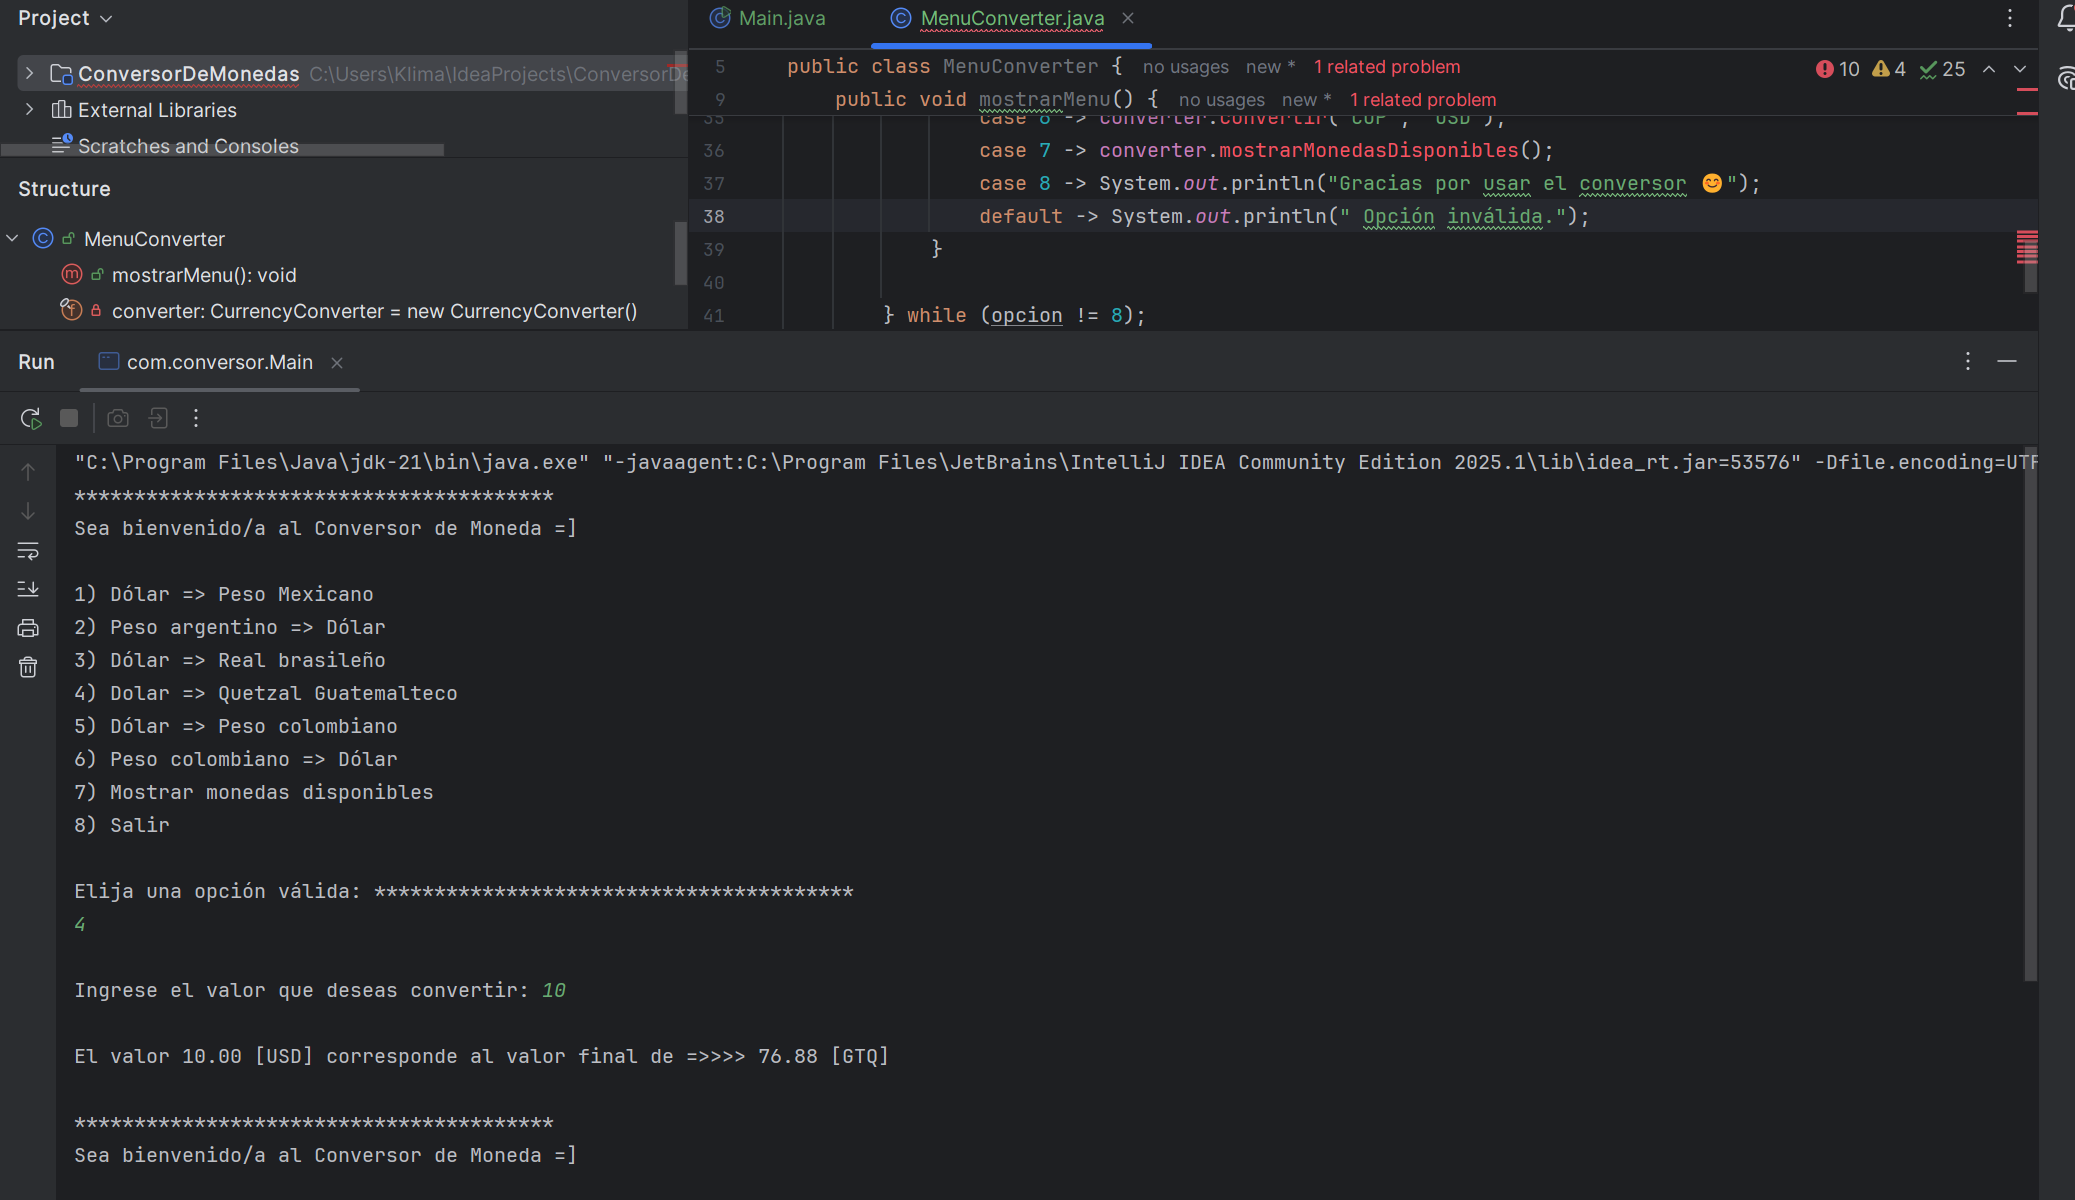 Project
Main.java
MenuConverter.java
ConversorDeMonedas C:\Users\Klima\IdeaProjects\ConversorDe
External Libraries
Scratches and Consoles
Structure
MenuConverter
mostrarMenu(): void
converter: CurrencyConverter = new CurrencyConverter()
10 4 25
5 public class MenuConverter { no usages new * 1 related problem
9 public void mostrarMenu() { no usages new * 1 related problem
35 case 6 -> converter.convertir("COP", "USD");
36 case 7 -> converter.mostrarMonedasDisponibles();
37 case 8 -> System.out.println("Gracias por usar el conversor 😊");
38 default -> System.out.println(" Opción inválida.");
39 }
40
41 } while (opcion != 8);
Run com.conversor.Main
"C:\Program Files\Java\jdk-21\bin\java.exe" "-javaagent:C:\Program Files\JetBrains\IntelliJ IDEA Community Edition 2025.1\lib\idea_rt.jar=53576" -Dfile.encoding=UTF
****************************************
Sea bienvenido/a al Conversor de Moneda =]
1) Dólar => Peso Mexicano
2) Peso argentino => Dólar
3) Dólar => Real brasileño
4) Dolar => Quetzal Guatemalteco
5) Dólar => Peso colombiano
6) Peso colombiano => Dólar
7) Mostrar monedas disponibles
8) Salir
Elija una opción válida: ****************************************
4
Ingrese el valor que deseas convertir: 10
El valor 10.00 [USD] corresponde al valor final de =>>>> 76.88 [GTQ]
****************************************
Sea bienvenido/a al Conversor de Moneda =]